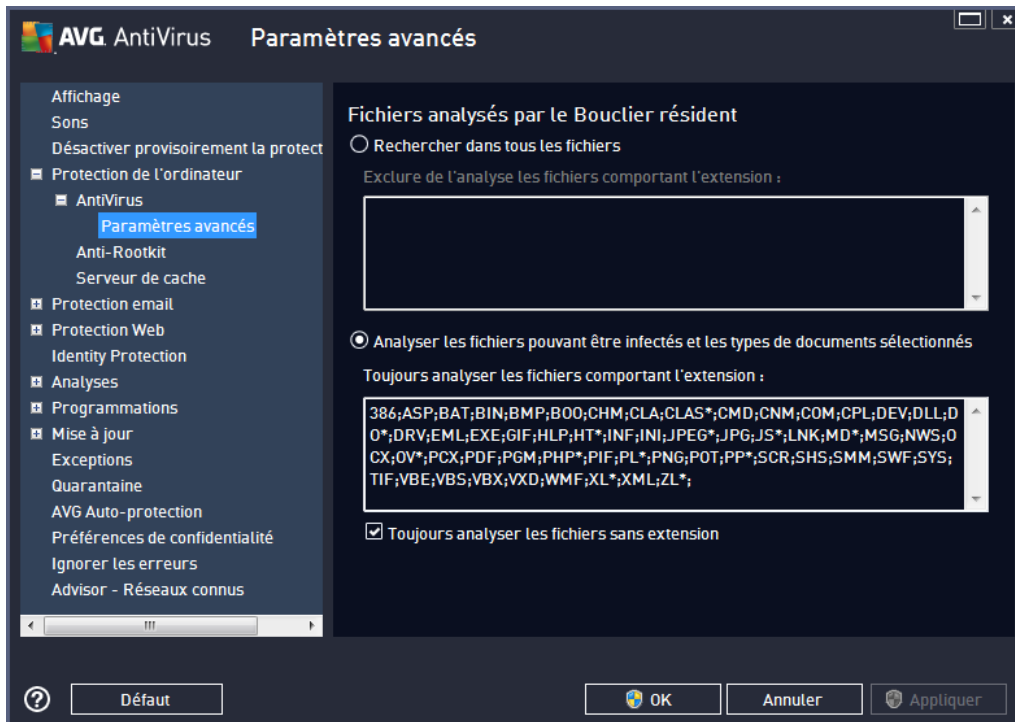 AVG. AntiVirus Paramètres avancés
Affichage
Sons
Désactiver provisoirement la protect
Protection de l'ordinateur
AntiVirus
Paramètres avancés
Anti-Rootkit
Serveur de cache
Protection email
Protection Web
Identity Protection
Analyses
Programmations
Mise à jour
Exceptions
Quarantaine
AVG Auto-protection
Préférences de confidentialité
Ignorer les erreurs
Advisor - Réseaux connus
Fichiers analysés par le Bouclier résident
Rechercher dans tous les fichiers
Exclure de l'analyse les fichiers comportant l'extension :
Analyser les fichiers pouvant être infectés et les types de documents sélectionnés
Toujours analyser les fichiers comportant l'extension :
386;ASP;BAT;BIN;BMP;BOO;CHM;CLA;CLAS*;CMD;CNM;COM;CPL;DEV;DLL;D
O*;DRV;EML;EXE;GIF;HLP;HT*;INF;INI;JPEG*;JPG;JS*;LNK;MD*;MSG;NWS;O
CX;OV*;PCX;PDF;PGM;PHP*;PIF;PL*;PNG;POT;PP*;SCR;SHS;SMM;SWF;SYS;
TIF;VBE;VBS;VBX;VXD;WMF;XL*;XML;ZL*;
Toujours analyser les fichiers sans extension
? Défaut OK Annuler Appliquer